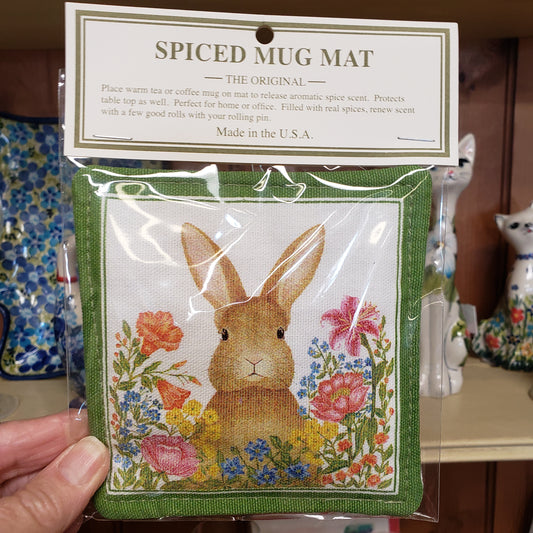 SPICED MUG MAT
THE ORIGINAL
Place warm tea or coffee mug on mat to release aromatic spice scent. Protects
table top as well. Perfect for home or office. Filled with real spices, renew scent
with a few good rolls with your rolling pin.
Made in the U.S.A.